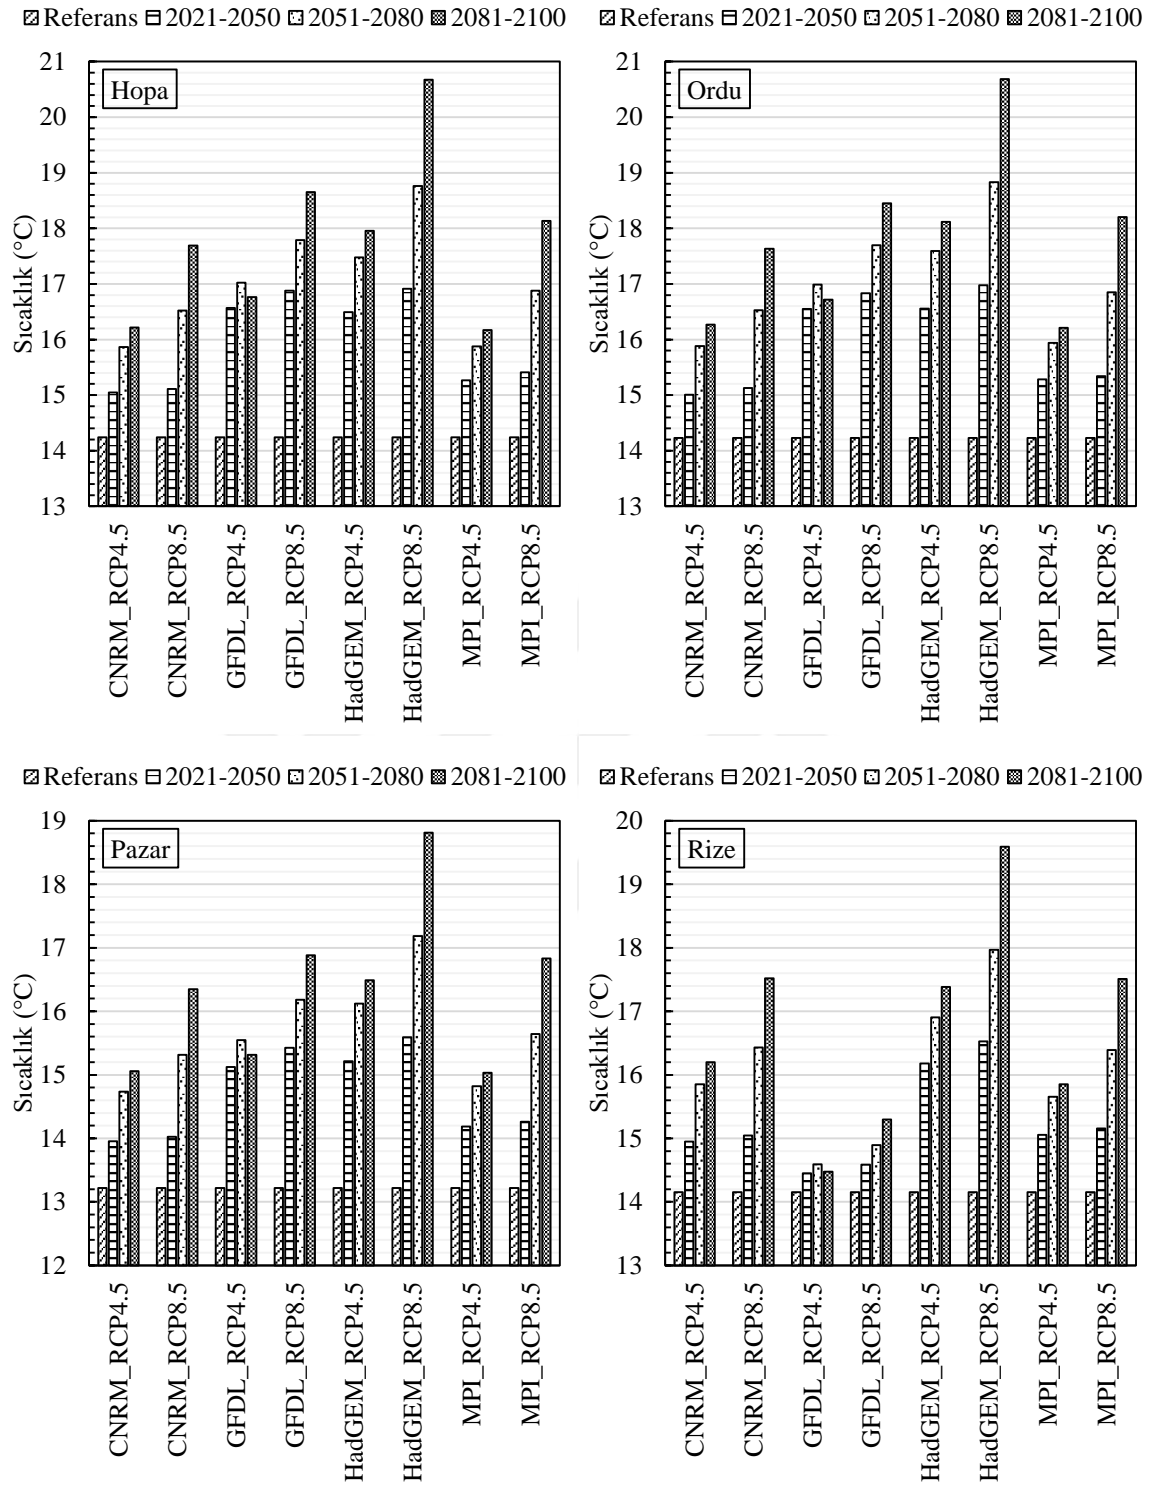 Referans 2021-2050 2051-2080 2081-2100
Hopa
Sıcaklık (°C)
21
20
19
18
17
16
15
14
13
CNRM_RCP4.5
CNRM_RCP8.5
GFDL_RCP4.5
GFDL_RCP8.5
HadGEM_RCP4.5
HadGEM_RCP8.5
MPI_RCP4.5
MPI_RCP8.5
Referans 2021-2050 2051-2080 2081-2100
Ordu
Sıcaklık (°C)
21
20
19
18
17
16
15
14
13
CNRM_RCP4.5
CNRM_RCP8.5
GFDL_RCP4.5
GFDL_RCP8.5
HadGEM_RCP4.5
HadGEM_RCP8.5
MPI_RCP4.5
MPI_RCP8.5
Referans 2021-2050 2051-2080 2081-2100
Pazar
Sıcaklık (°C)
19
18
17
16
15
14
13
12
CNRM_RCP4.5
CNRM_RCP8.5
GFDL_RCP4.5
GFDL_RCP8.5
HadGEM_RCP4.5
HadGEM_RCP8.5
MPI_RCP4.5
MPI_RCP8.5
Referans 2021-2050 2051-2080 2081-2100
Rize
Sıcaklık (°C)
20
19
18
17
16
15
14
13
CNRM_RCP4.5
CNRM_RCP8.5
GFDL_RCP4.5
GFDL_RCP8.5
HadGEM_RCP4.5
HadGEM_RCP8.5
MPI_RCP4.5
MPI_RCP8.5